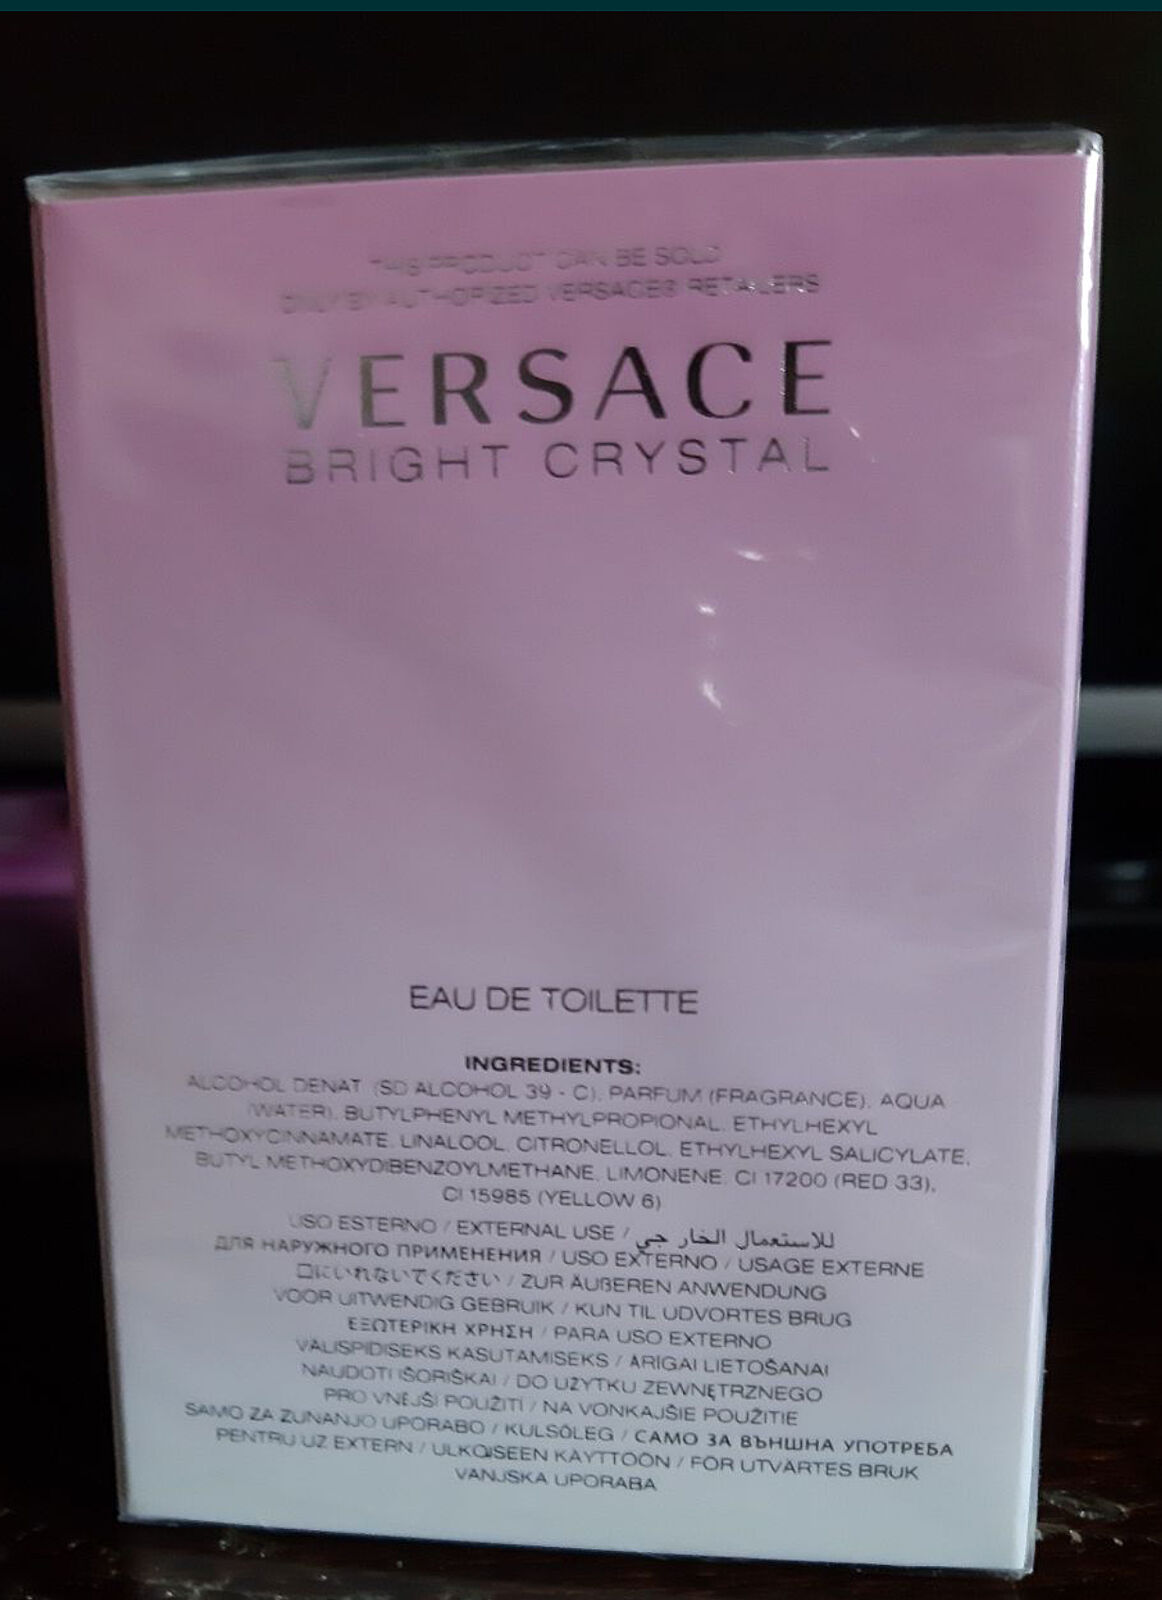 THIS PRODUCT CAN BE SOLD
ONLY BY AUTHORIZED VERSACE® RETAILERS
VERSACE
BRIGHT CRYSTAL
EAU DE TOILETTE
INGREDIENTS:
ALCOHOL DENAT. (SD ALCOHOL 39 - C), PARFUM (FRAGRANCE), AQUA
(WATER), BUTYLPHENYL METHYLPROPIONAL, ETHYLHEXYL
METHOXYCINNAMATE, LINALOOL, CITRONELLOL, ETHYLHEXYL SALICYLATE,
BUTYL METHOXYDIBENZOYLMETHANE, LIMONENE, CI 17200 (RED 33),
CI 15985 (YELLOW 6)
USO ESTERNO / EXTERNAL USE / للاستعمال الخارجي
ДЛЯ НАРУЖНОГО ПРИМЕНЕНИЯ / USO EXTERNO / USAGE EXTERNE
口にいれないでください / ZUR ÄUßEREN ANWENDUNG
VOOR UITWENDIG GEBRUIK / KUN TIL UDVORTES BRUG
ΕΞΩΤΕΡΙΚΗ ΧΡΗΣΗ / PARA USO EXTERNO
VÄLISPIDISEKS KASUTAMISEKS / ĀRĪGAI LIETOŠANAI
NAUDOTI IŠORIŠKAI / DO UŻYTKU ZEWNĘTRZNEGO
PRO VNĚJŠÍ POUŽITÍ / NA VONKAJŠIE POUŽITIE
SAMO ZA ZUNANJO UPORABO / KÜLSŐLEG / САМО ЗА ВЪНШНА УПОТРЕБА
PENTRU UZ EXTERN / ULKOISEEN KÄYTTÖÖN / FÖR UTVÄRTES BRUK
VANJSKA UPORABA